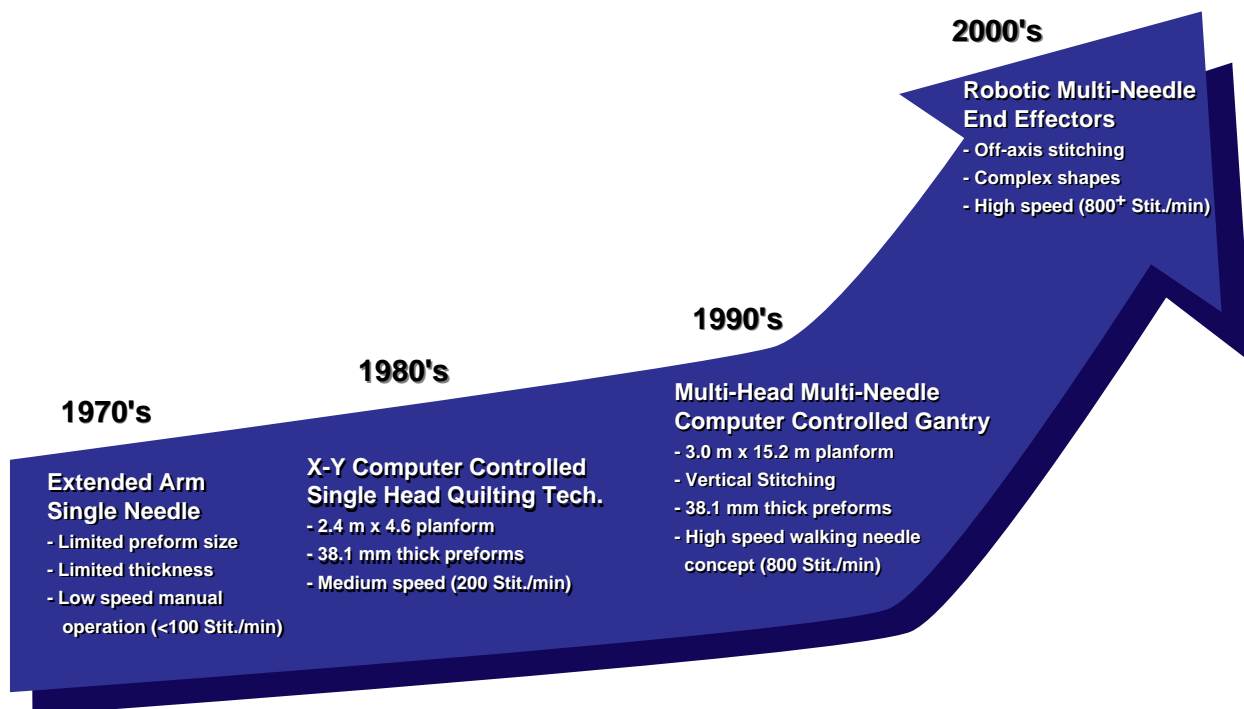 1970's
Extended Arm
Single Needle
- Limited preform size
- Limited thickness
- Low speed manual
operation (<100 Stit./min)
1980's
X-Y Computer Controlled
Single Head Quilting Tech.
- 2.4 m x 4.6 planform
- 38.1 mm thick preforms
- Medium speed (200 Stit./min)
1990's
Multi-Head Multi-Needle
Computer Controlled Gantry
- 3.0 m x 15.2 m planform
- Vertical Stitching
- 38.1 mm thick preforms
- High speed walking needle
concept (800 Stit./min)
2000's
Robotic Multi-Needle
End Effectors
- Off-axis stitching
- Complex shapes
- High speed (800+ Stit./min)